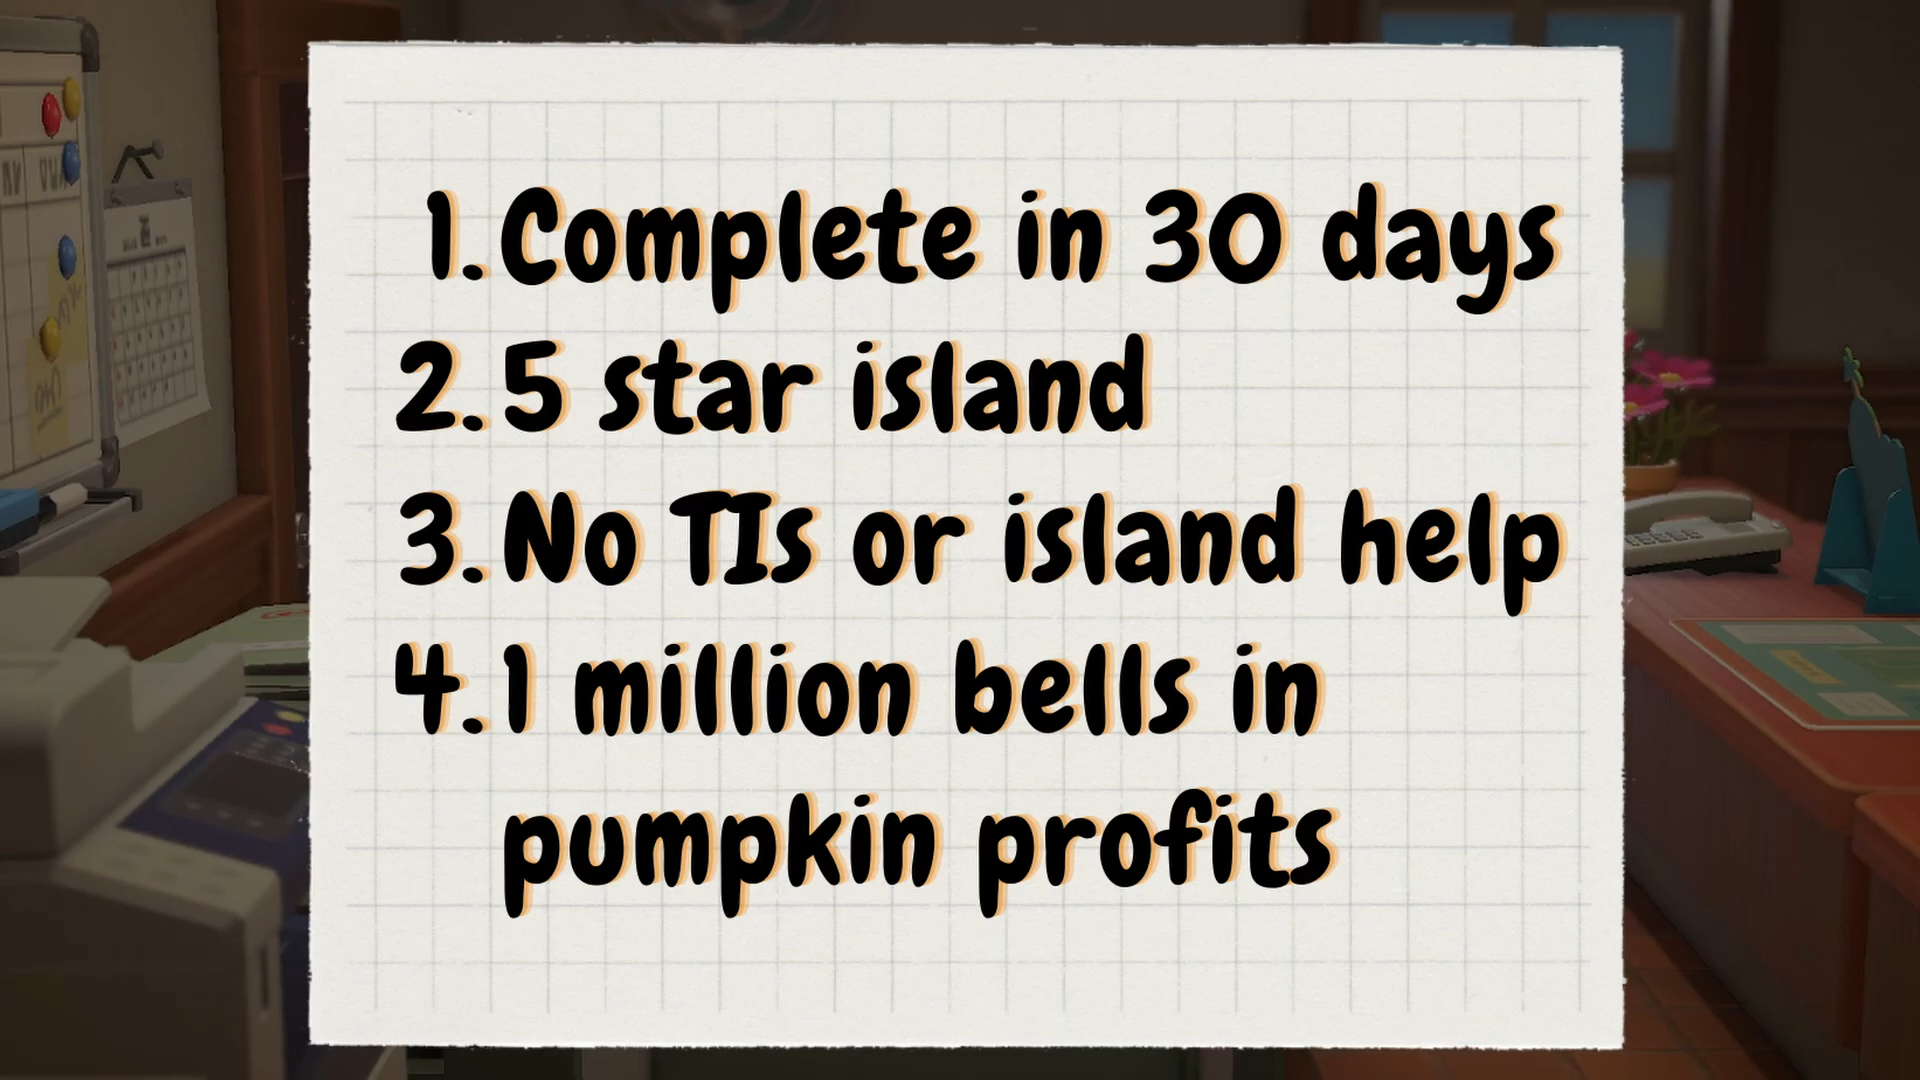 1. Complete in 30 days
2. 5 star island
3. No TIs or island help
4. 1 million bells in
pumpkin profits